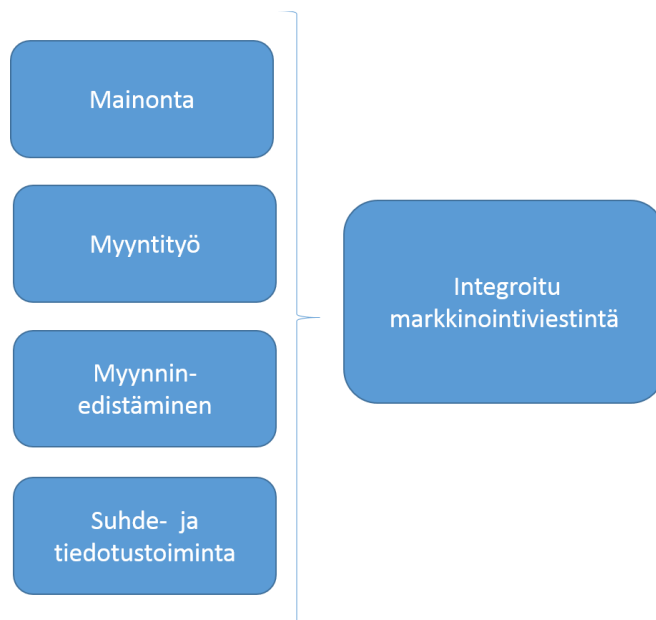 Mainonta
Myyntityö
Myynnin-
edistäminen
Suhde- ja
tiedotustoiminta
Integroitu
markkinointiviestintä